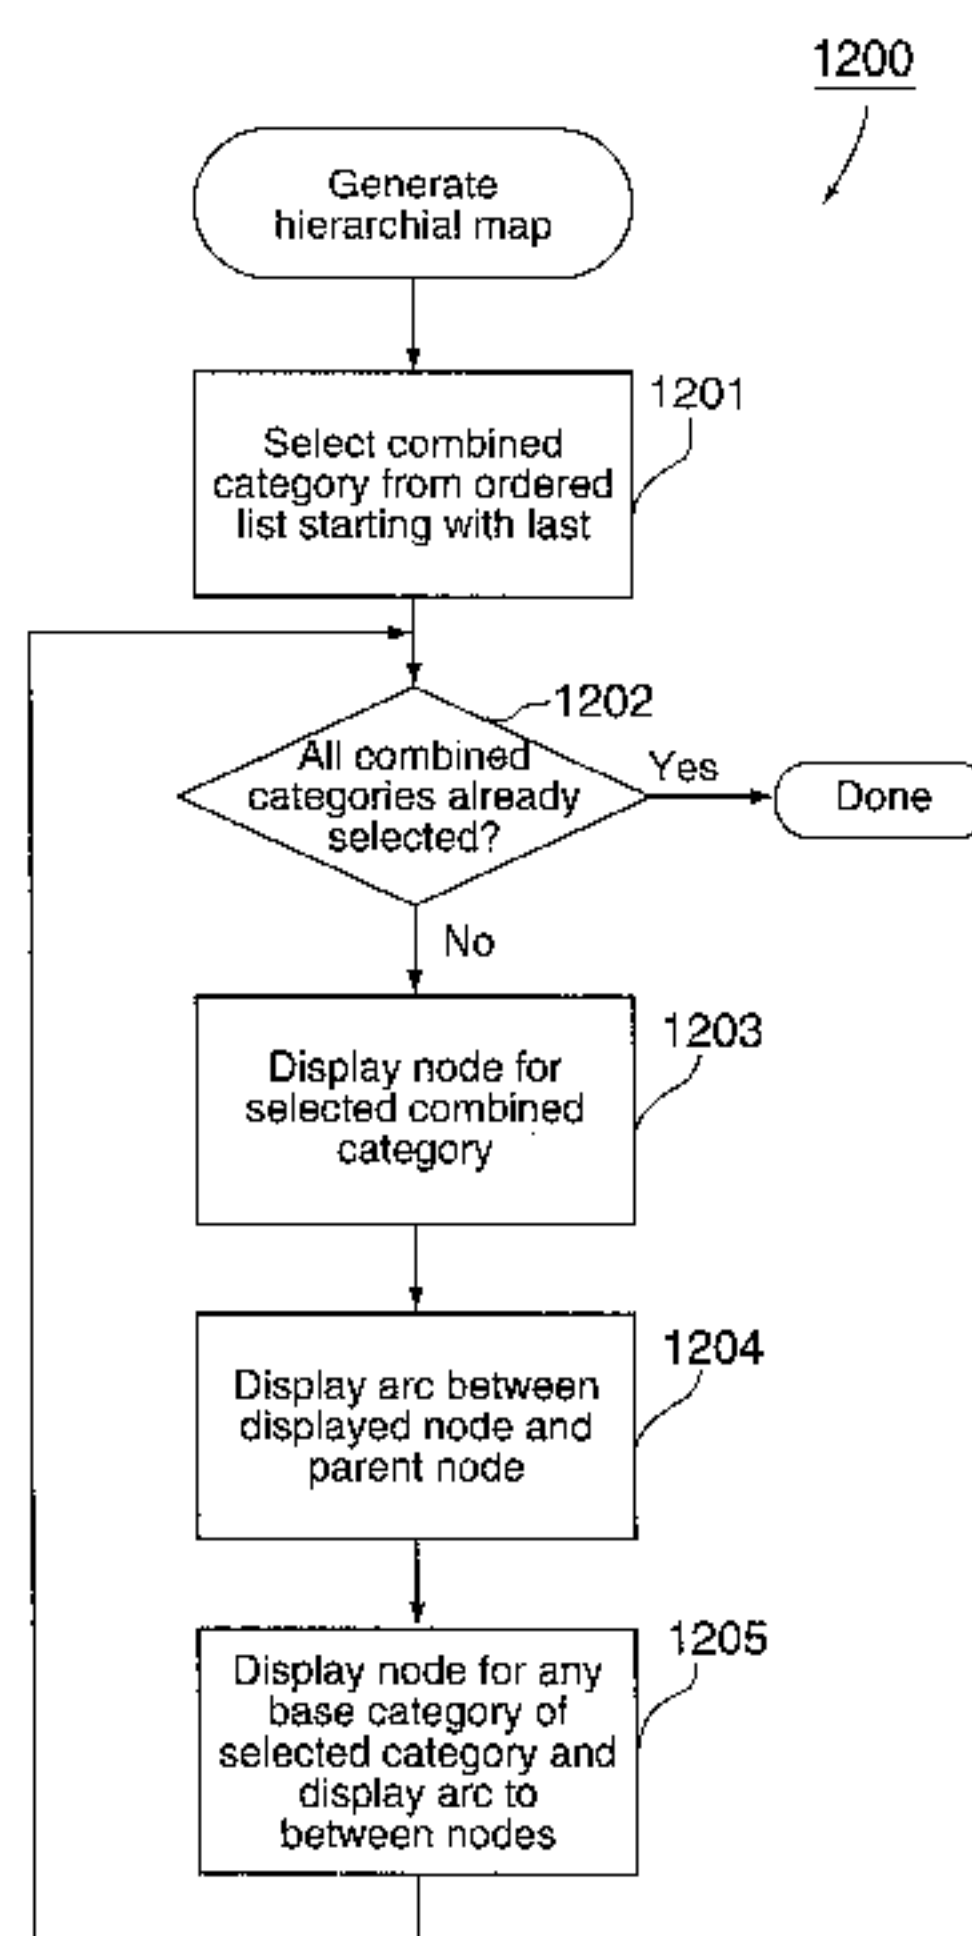 1200
Generate
hierarchial map
1201
Select combined
category from ordered
list starting with last
1202
All combined
categories already
selected?
Yes
Done
No
1203
Display node for
selected combined
category
1204
Display arc between
displayed node and
parent node
1205
Display node for any
base category of
selected category and
display arc to
between nodes